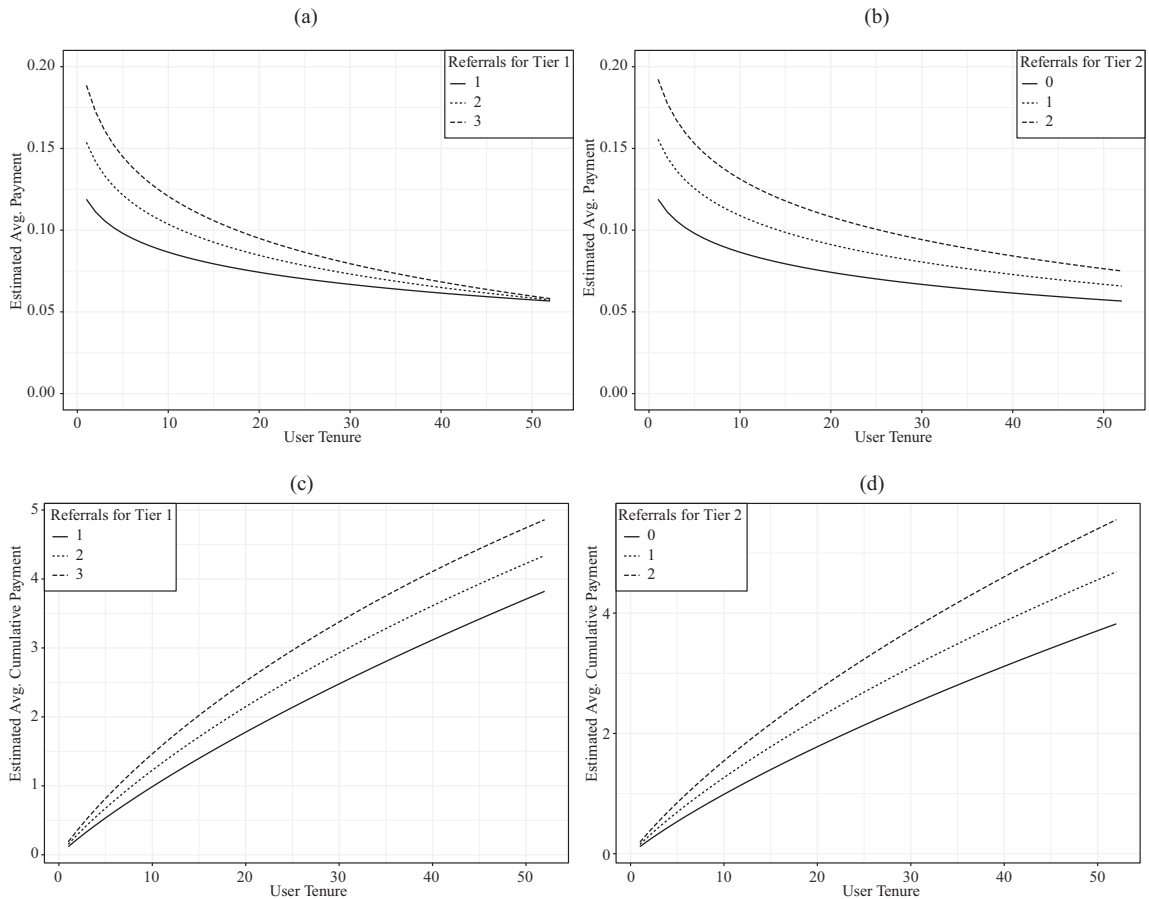 (a)
Estimated Avg. Payment
0.20
0.15
0.10
0.05
0.00
Referrals for Tier 1
1
2
3
0 10 20 30 40 50
User Tenure
(b)
Estimated Avg. Payment
0.20
0.15
0.10
0.05
0.00
Referrals for Tier 2
0
1
2
0 10 20 30 40 50
User Tenure
(c)
Estimated Avg. Cumulative Payment
5
4
3
2
1
0
Referrals for Tier 1
1
2
3
0 10 20 30 40 50
User Tenure
(d)
Estimated Avg. Cumulative Payment
4
2
0
Referrals for Tier 2
0
1
2
0 10 20 30 40 50
User Tenure